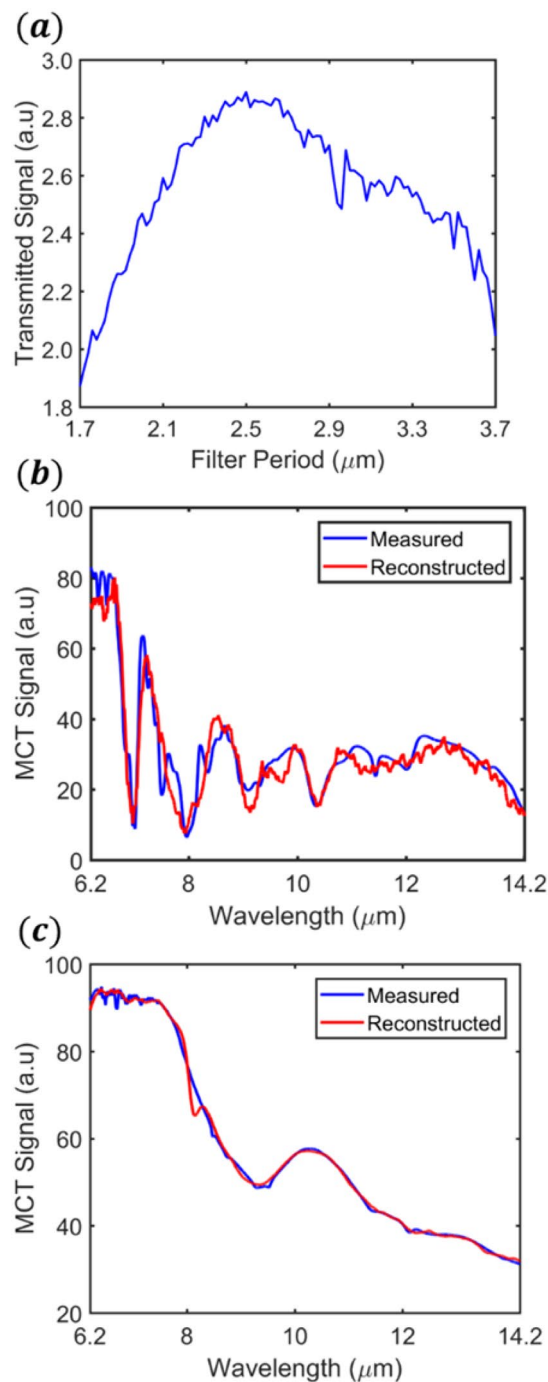 (a)
3.0
2.8
2.6
2.4
2.2
2.0
1.8
Transmitted Signal (a.u)
1.7 2.1 2.5 2.9 3.3 3.7
Filter Period (μm)
(b)
100
80
60
40
20
0
MCT Signal (a.u)
Measured
Reconstructed
6.2 8 10 12 14.2
Wavelength (μm)
(c)
100
80
60
40
20
MCT Signal (a.u)
Measured
Reconstructed
6.2 8 10 12 14.2
Wavelength (μm)